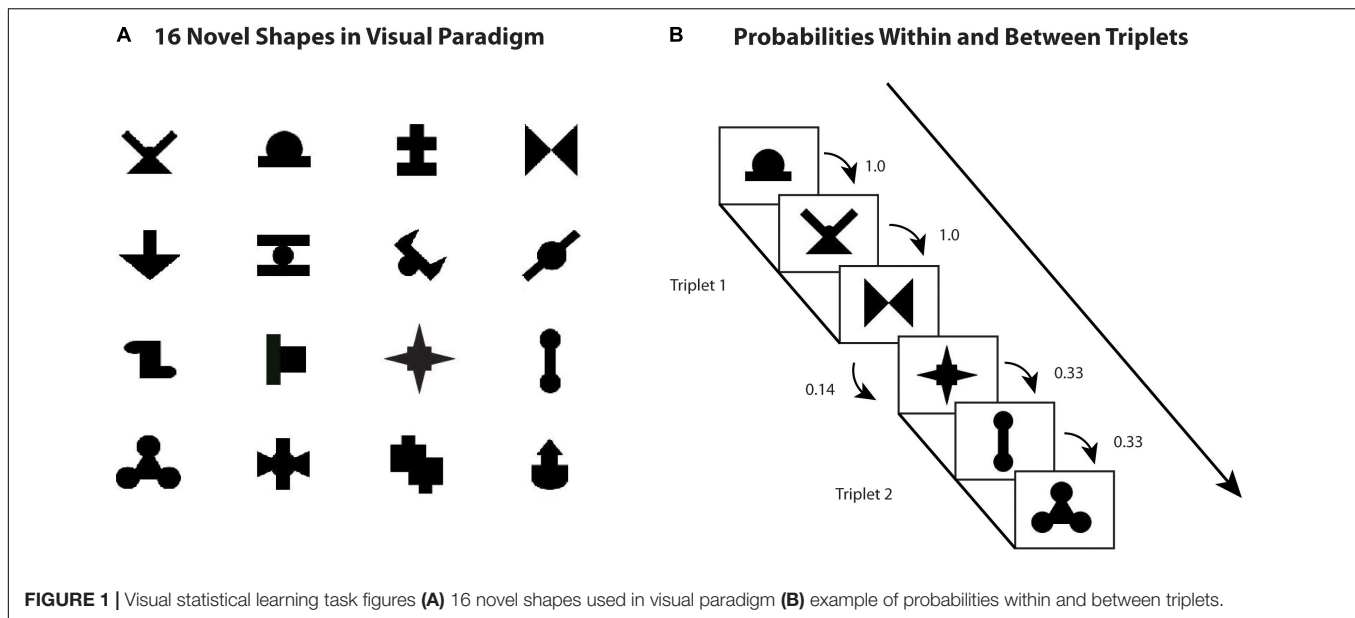 A 16 Novel Shapes in Visual Paradigm
B Probabilities Within and Between Triplets
1.0
1.0
Triplet 1
0.14
0.33
0.33
Triplet 2
FIGURE 1 | Visual statistical learning task figures (A) 16 novel shapes used in visual paradigm (B) example of probabilities within and between triplets.